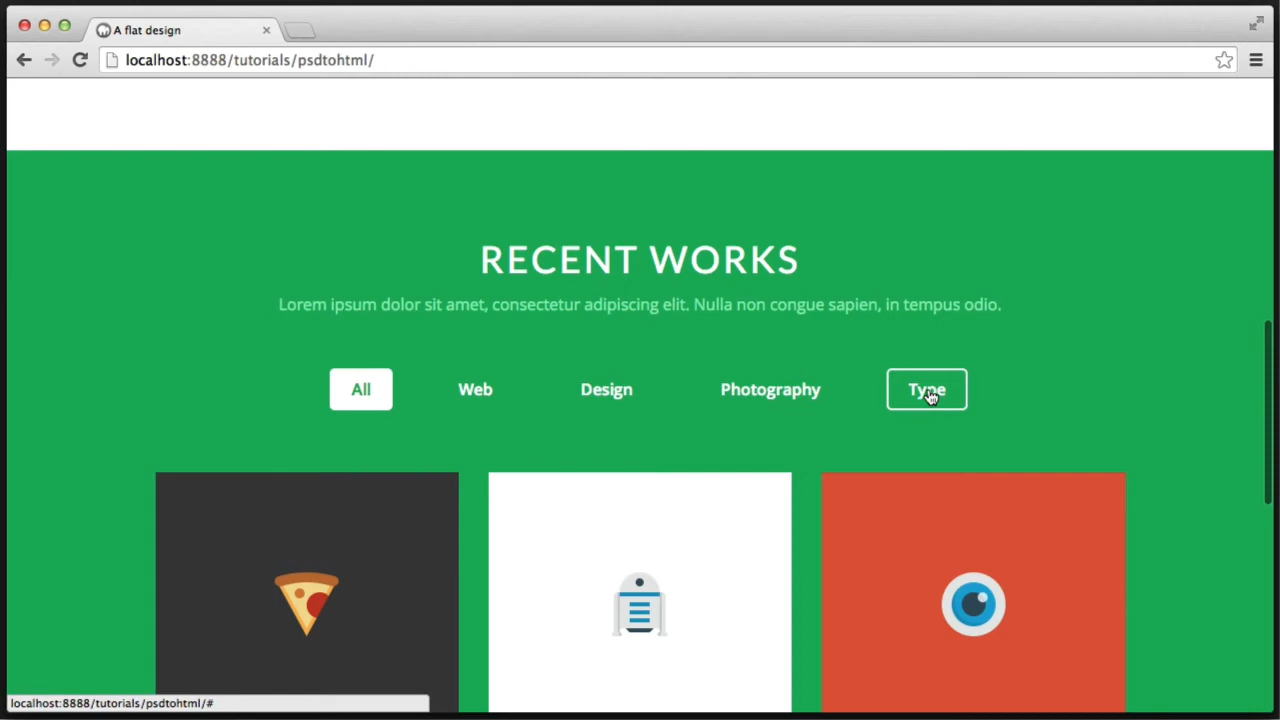 A flat design
localhost:8888/tutorials/psdtohtml/
RECENT WORKS
Lorem ipsum dolor sit amet, consectetur adipiscing elit. Nulla non congue sapien, in tempus odio.
All Web Design Photography Type
localhost:8888/tutorials/psdtohtml/#